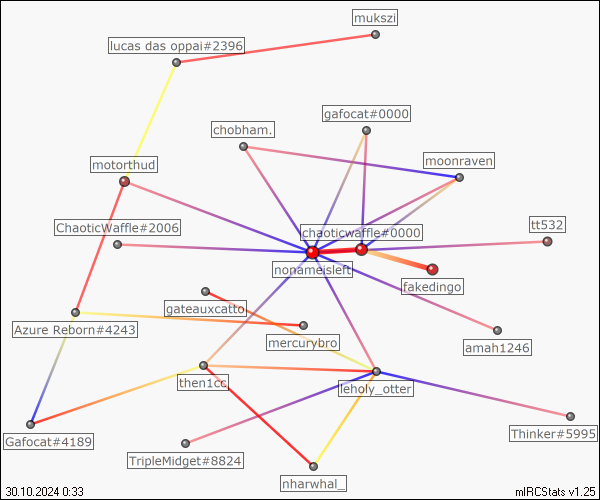 mukszi
lucas das oppai#2396
gafocat#0000
chobham.
moonraven
motorthud
ChaoticWaffle#2006
chaoticwaffle#0000
tt532
nonameisleft
fakedingo
gateauxcatto
Azure Reborn#4243
mercurybro
amah1246
then1cc
leholy_otter
Gafocat#4189
Thinker#5995
TripleMidget#8824
nharwhal_
30.10.2024 0:33
mIRCStats v1.25